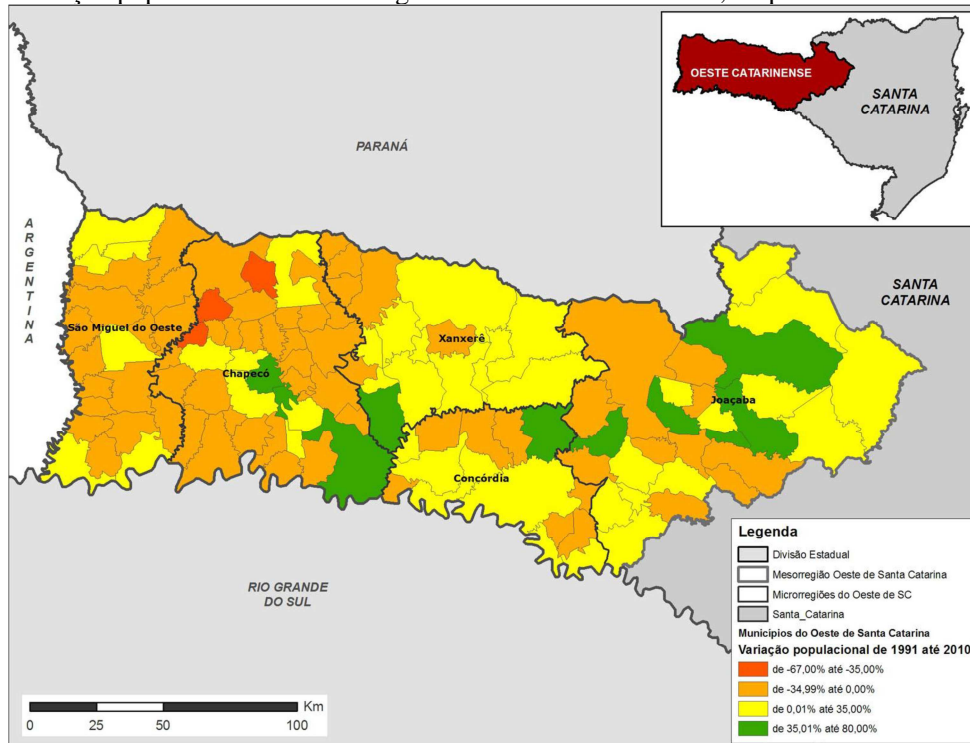 OESTE CATARINENSE
SANTA
CATARINA
PARANÁ
ARGENTINA
SANTA
CATARINA
São Miguel do Oeste
Xanxerê
Chapecó
Joaçaba
Concórdia
RIO GRANDE
DO SUL
Legenda
Divisão Estadual
Mesorregião Oeste de Santa Catarina
Microrregiões do Oeste de SC
Santa_Catarina
Municípios do Oeste de Santa Catarina
Variação populacional de 1991 até 2010
de -67,00% até -35,00%
de -34,99% até 0,00%
de 0,01% até 35,00%
de 35,01% até 80,00%
Km
0 25 50 100